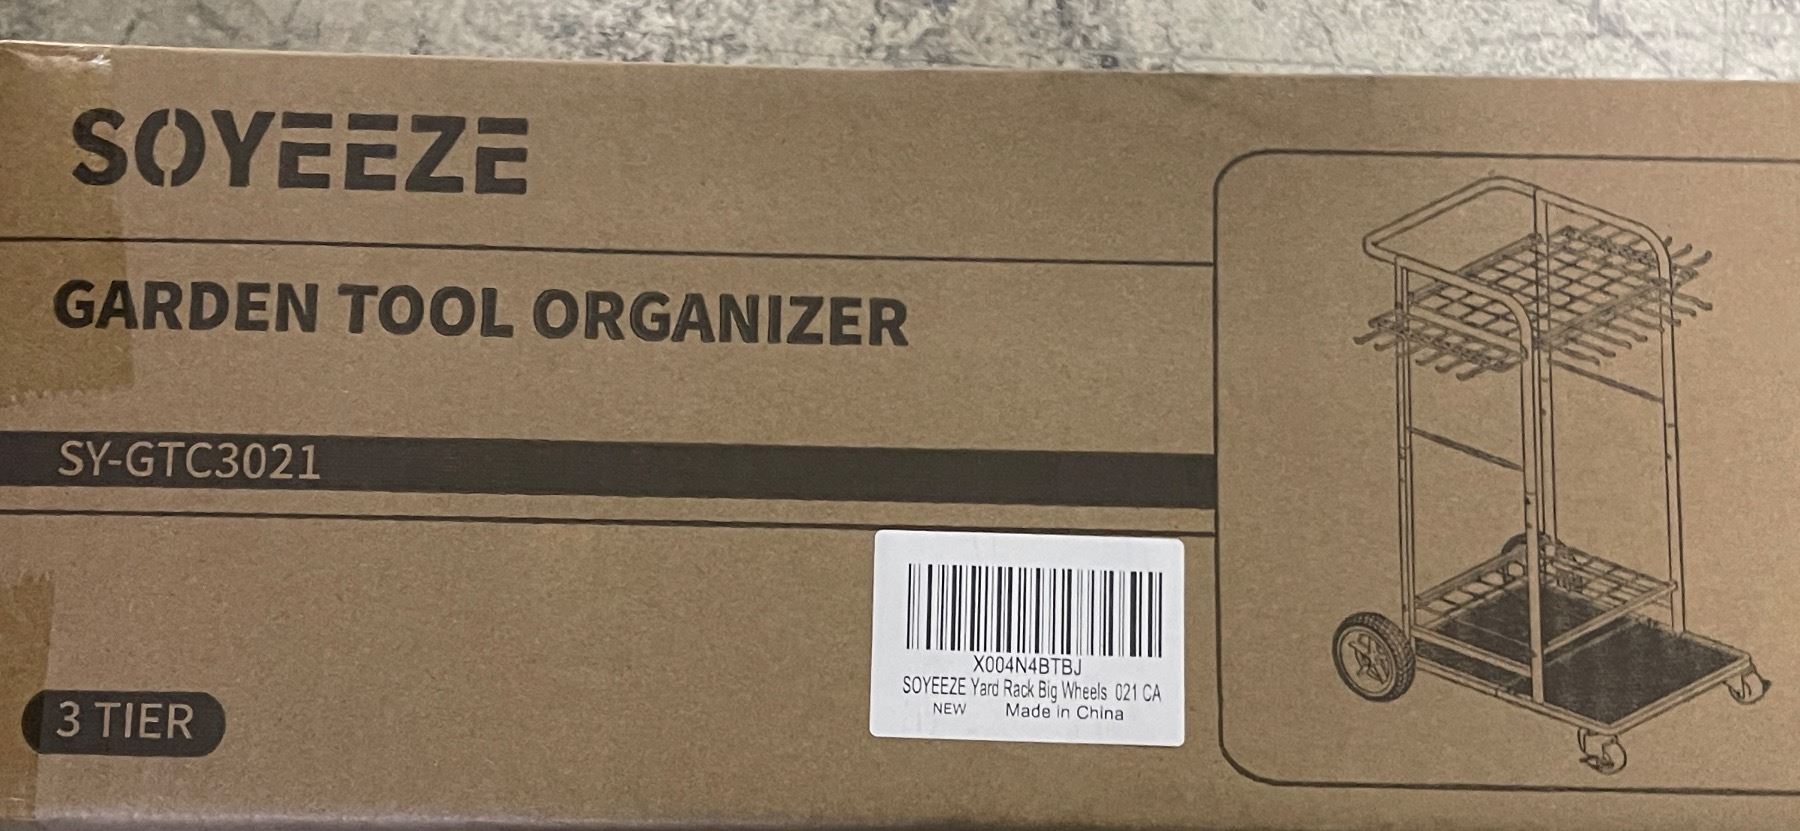 SOYEEZE
GARDEN TOOL ORGANIZER
SY-GTC3021
3 TIER
X004N4BTBJ
SOYEEZE Yard Rack Big Wheels 021 CA
NEW Made in China